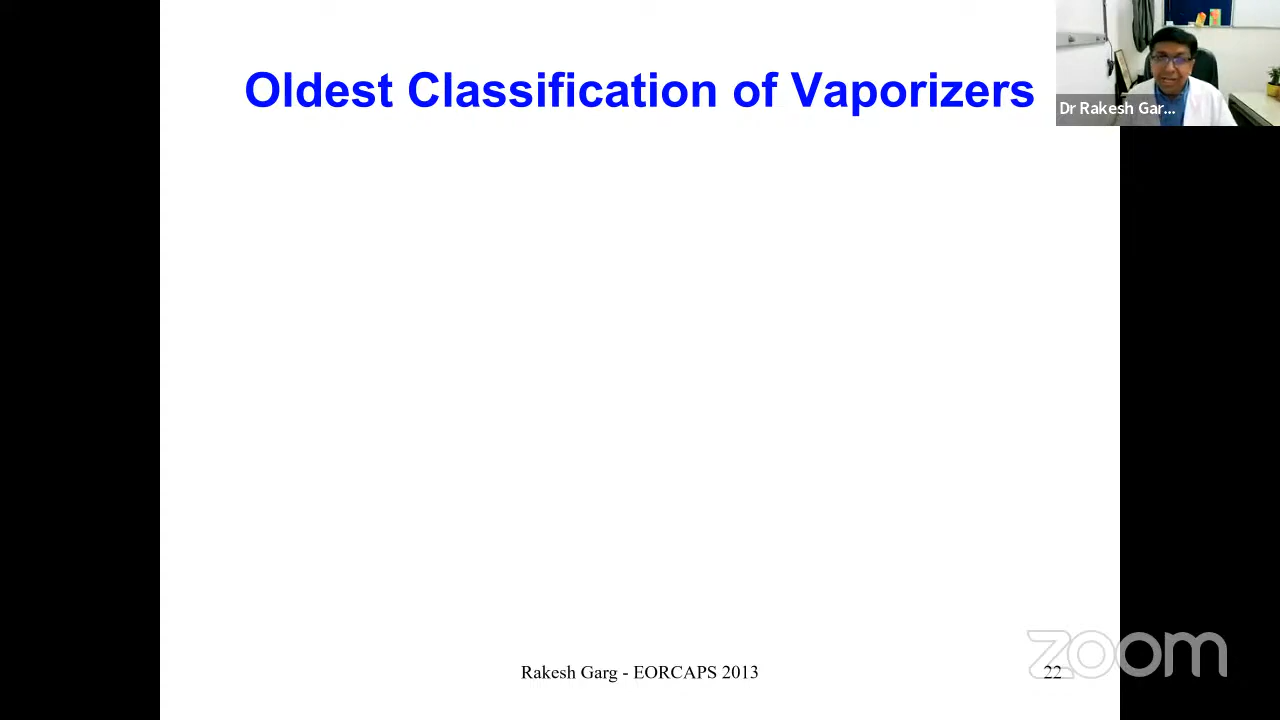 Oldest Classification of Vaporizers
Dr Rakesh Gar...
Rakesh Garg - EORCAPS 2013
22
zoom